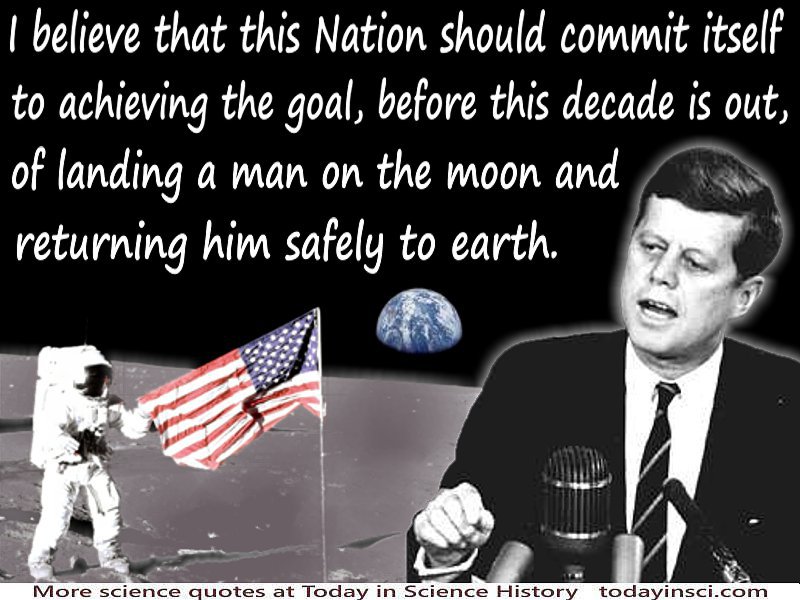 I believe that this Nation should commit itself
to achieving the goal, before this decade is out,
of landing a man on the moon and
returning him safely to earth.
More science quotes at Today in Science History todayinsci.com